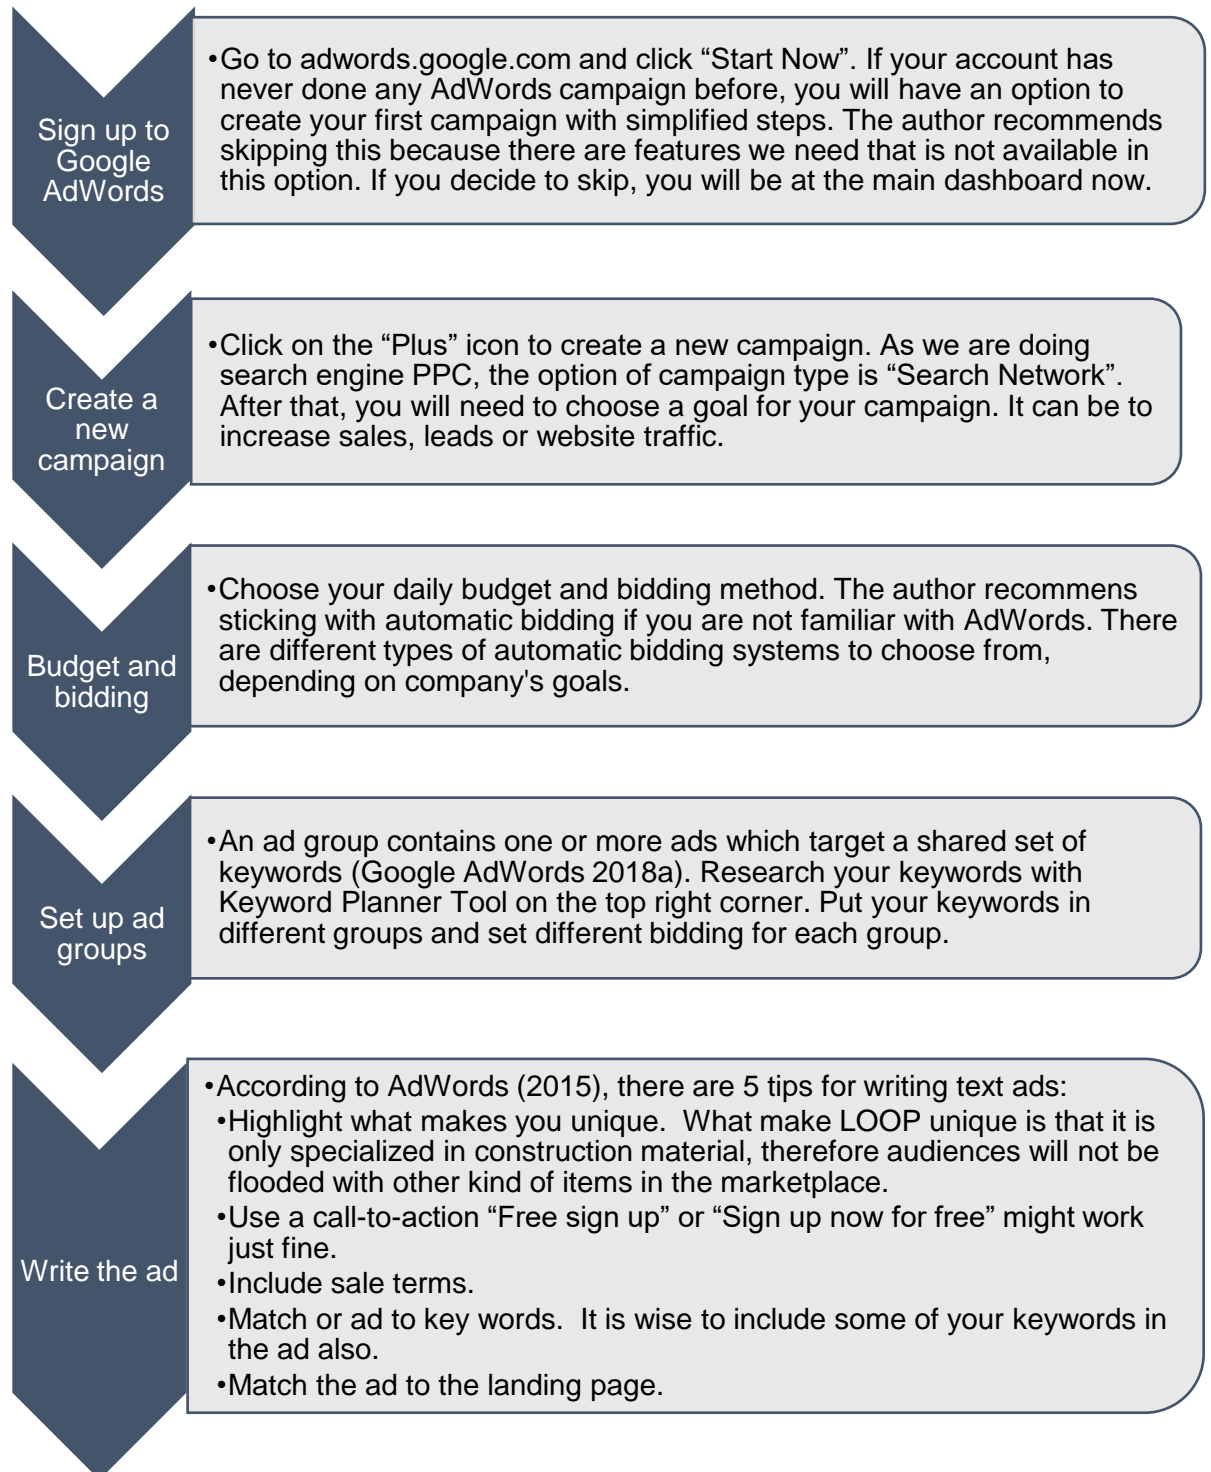 Sign up to
Google
AdWords
•Go to adwords.google.com and click “Start Now”. If your account has
never done any AdWords campaign before, you will have an option to
create your first campaign with simplified steps. The author recommends
skipping this because there are features we need that is not available in
this option. If you decide to skip, you will be at the main dashboard now.
Create a
new
campaign
•Click on the “Plus” icon to create a new campaign. As we are doing
search engine PPC, the option of campaign type is “Search Network”.
After that, you will need to choose a goal for your campaign. It can be to
increase sales, leads or website traffic.
Budget and
bidding
•Choose your daily budget and bidding method. The author recommens
sticking with automatic bidding if you are not familiar with AdWords. There
are different types of automatic bidding systems to choose from,
depending on company's goals.
Set up ad
groups
•An ad group contains one or more ads which target a shared set of
keywords (Google AdWords 2018a). Research your keywords with
Keyword Planner Tool on the top right corner. Put your keywords in
different groups and set different bidding for each group.
Write the ad
•According to AdWords (2015), there are 5 tips for writing text ads:
•Highlight what makes you unique.  What make LOOP unique is that it is
only specialized in construction material, therefore audiences will not be
flooded with other kind of items in the marketplace.
•Use a call-to-action “Free sign up” or “Sign up now for free” might work
just fine.
•Include sale terms.
•Match or ad to key words.  It is wise to include some of your keywords in
the ad also.
•Match the ad to the landing page.